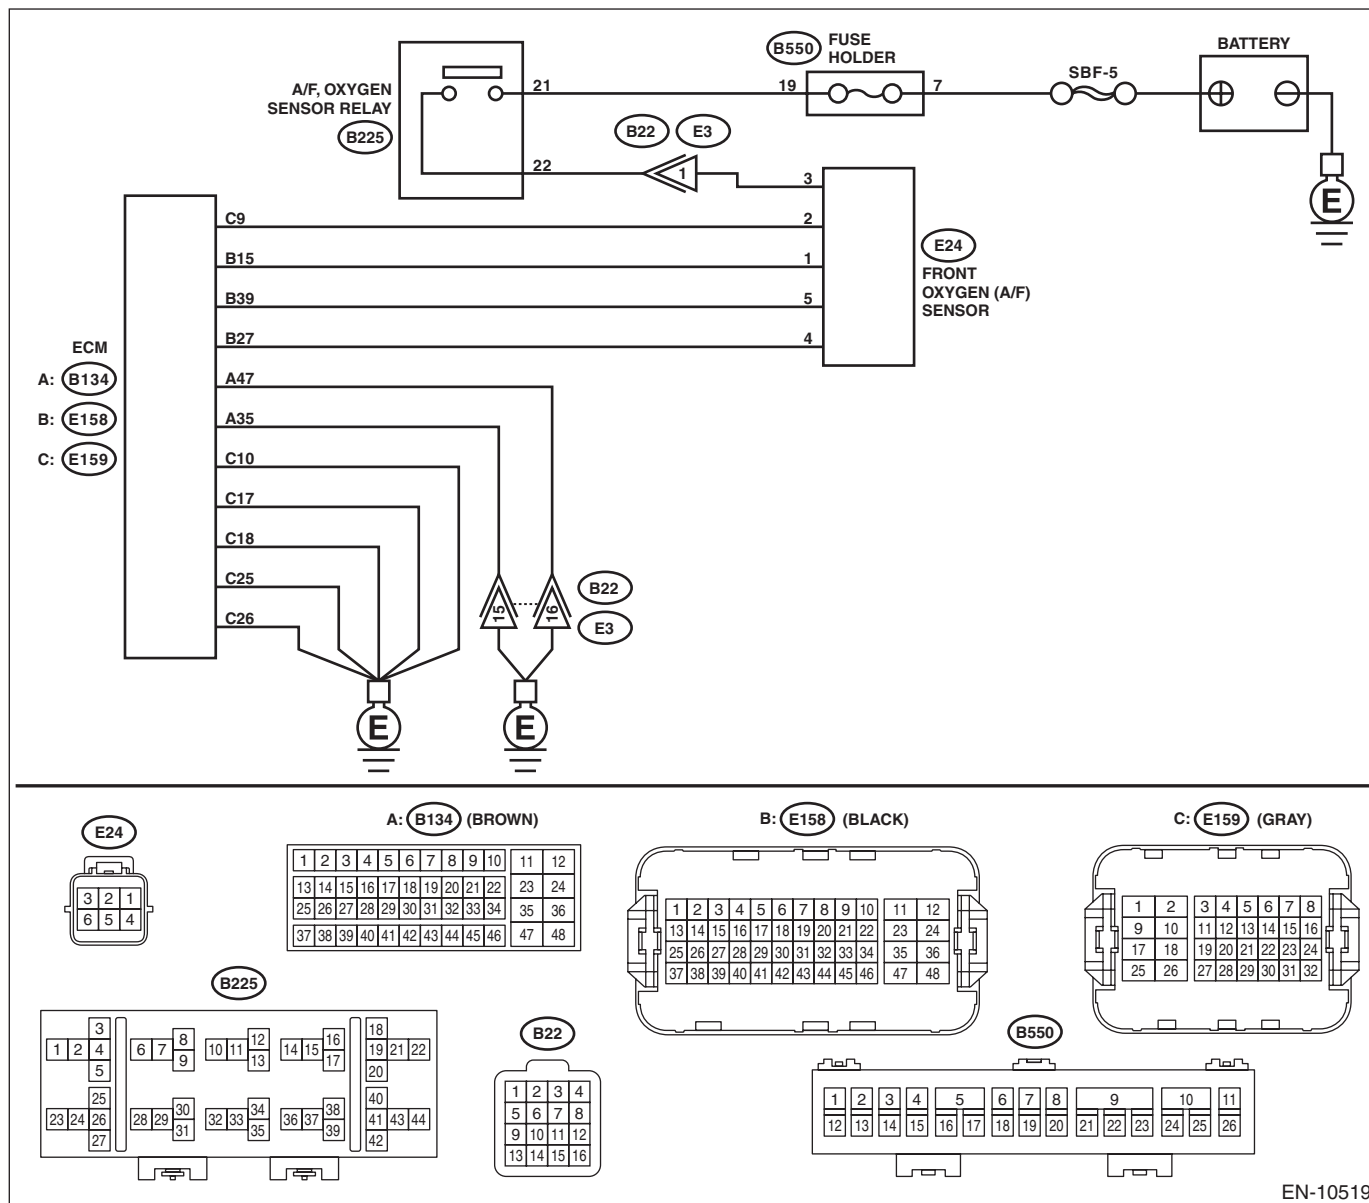 B550 FUSE
HOLDER
SBF-5
BATTERY
A/F, OXYGEN
SENSOR RELAY
B225
21
19
7
B22 E3
22
1
3
C9
2
B15
1
B39
5
B27
4
E24
FRONT
OXYGEN (A/F)
SENSOR
E
ECM
A: B134
B: E158
C: E159
A47
A35
C10
C17
C18
C25
C26
15
16
B22
E3
E
E
E24
3 2 1
6 5 4
A: B134 (BROWN)
1 2 3 4 5 6 7 8 9 10 11 12
13 14 15 16 17 18 19 20 21 22 23 24
25 26 27 28 29 30 31 32 33 34 35 36
37 38 39 40 41 42 43 44 45 46 47 48
B: E158 (BLACK)
1 2 3 4 5 6 7 8 9 10 11 12
13 14 15 16 17 18 19 20 21 22 23 24
25 26 27 28 29 30 31 32 33 34 35 36
37 38 39 40 41 42 43 44 45 46 47 48
C: E159 (GRAY)
1 2 3 4 5 6 7 8
9 10 11 12 13 14 15 16
17 18 19 20 21 22 23 24
25 26 27 28 29 30 31 32
B225
3 8 12 16 18
1 2 4 6 7 10 11 14 15 19 21 22
5 9 13 17 20
25 30 34 38 40
23 24 26 28 29 32 33 36 37 41 43 44
27 31 35 39 42
B22
1 2 3 4
5 6 7 8
9 10 11 12
13 14 15 16
B550
1 2 3 4 5 6 7 8 9 10 11
12 13 14 15 16 17 18 19 20 21 22 23 24 25 26
EN-10519